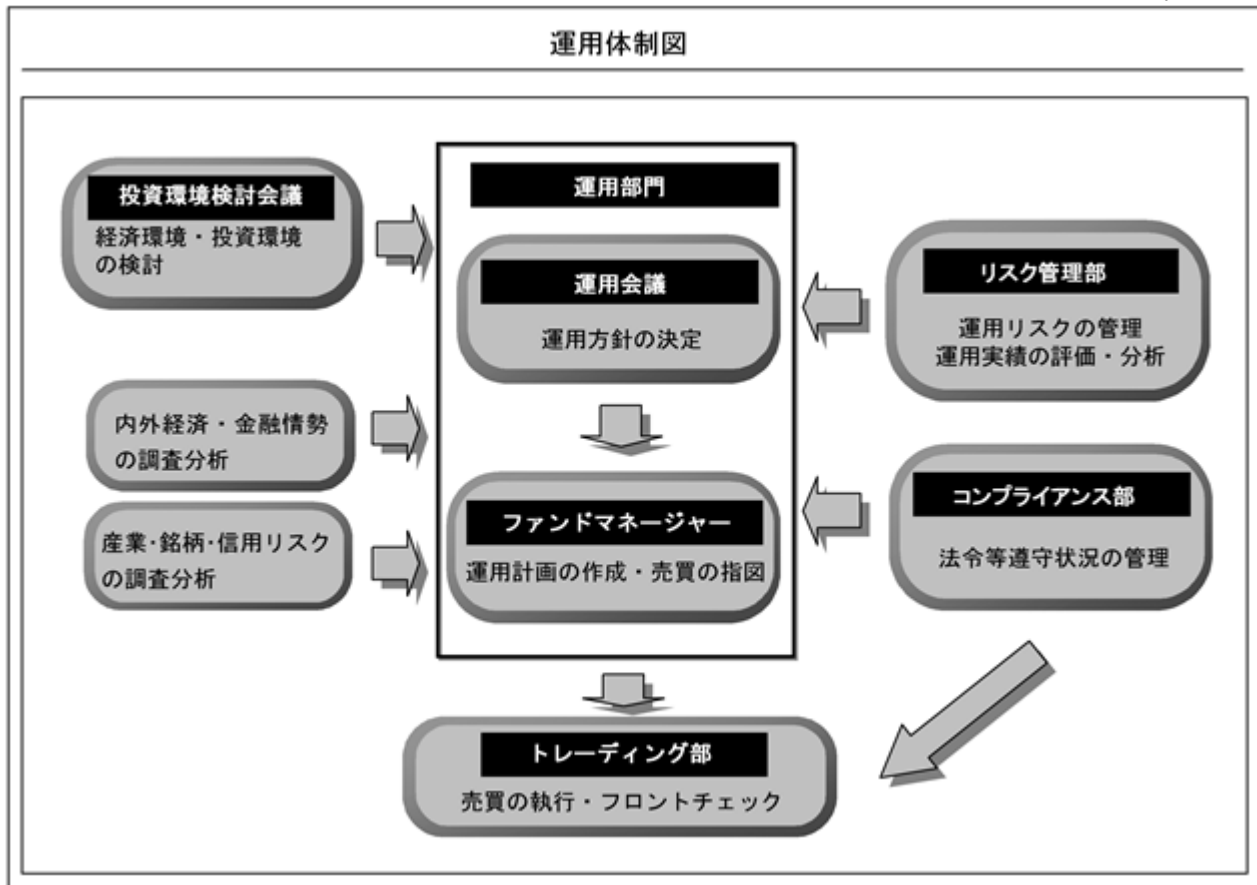 運用体制図
投資環境検討会議
経済環境・投資環境
の検討
内外経済・金融情勢
の調査分析
産業・銘柄・信用リスク
の調査分析
運用部門
運用会議
運用方針の決定
ファンドマネージャー
運用計画の作成・売買の指図
リスク管理部
運用リスクの管理
運用実績の評価・分析
コンプライアンス部
法令等遵守状況の管理
トレーディング部
売買の執行・フロントチェック